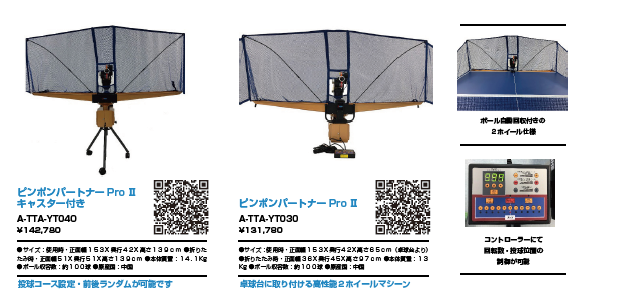 ピンポンパートナー Pro Ⅱ
キャスター付き
A-TTA-YT040
¥142,780
●サイズ：使用時・正面幅153X奥行42X高さ139cm ●折りた
たみ時・正面幅51X奥行51X高さ139cm ●本体質量：14.1Kg
●ボール収容数：約100球 ●原産国：中国
投球コース設定・前後ランダムが可能です
ピンポンパートナー Pro Ⅱ
A-TTA-YT030
¥131,780
●サイズ：使用時・正面幅153X奥行42X高さ65cm（卓球台より）
●折りたたみ時・正面幅36X奥行45X高さ97cm ●本体質量：13
Kg ●ボール収容数：約100球 ●原産国：中国
卓球台に取り付ける高性能2ホイールマシーン
ボール自動回収付きの
2ホイール仕様
コントローラーにて
回転数・投球位置の
制御が可能